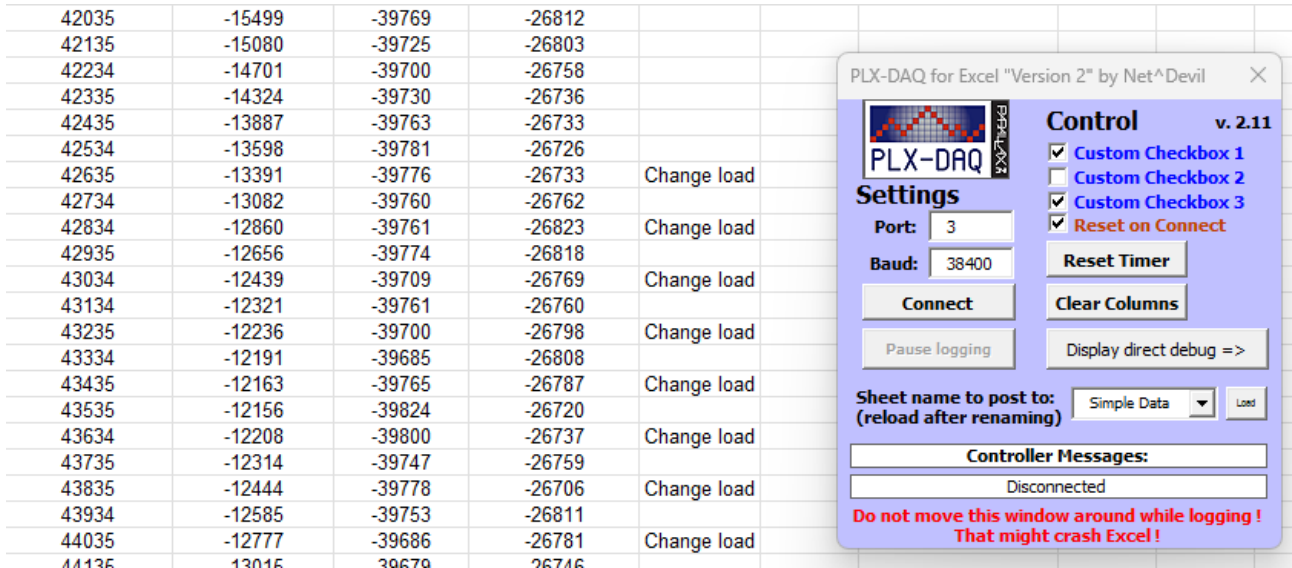 42035 -15499 -39769 -26812
42135 -15080 -39725 -26803
42234 -14701 -39700 -26758
42335 -14324 -39730 -26736
42435 -13887 -39763 -26733
42534 -13598 -39781 -26726
42635 -13391 -39776 -26733 Change load
42734 -13082 -39760 -26762
42834 -12860 -39761 -26823 Change load
42935 -12656 -39774 -26818
43034 -12439 -39709 -26769 Change load
43134 -12321 -39761 -26760
43235 -12236 -39700 -26798 Change load
43334 -12191 -39685 -26808
43435 -12163 -39765 -26787 Change load
43535 -12156 -39824 -26720
43634 -12208 -39800 -26737 Change load
43735 -12314 -39747 -26759
43835 -12444 -39778 -26706 Change load
43934 -12585 -39753 -26811
44035 -12777 -39686 -26781 Change load
44135 -13015 -39679 -26746
PLX-DAQ for Excel "Version 2" by Net^Devil
PLX-DAQ
PARALLAX
Control v. 2.11
Custom Checkbox 1
Custom Checkbox 2
Custom Checkbox 3
Reset on Connect
Settings
Port: 3
Baud: 38400
Reset Timer
Connect
Clear Columns
Pause logging
Display direct debug =>
Sheet name to post to:
(reload after renaming)
Simple Data
Load
Controller Messages:
Disconnected
Do not move this window around while logging !
That might crash Excel !